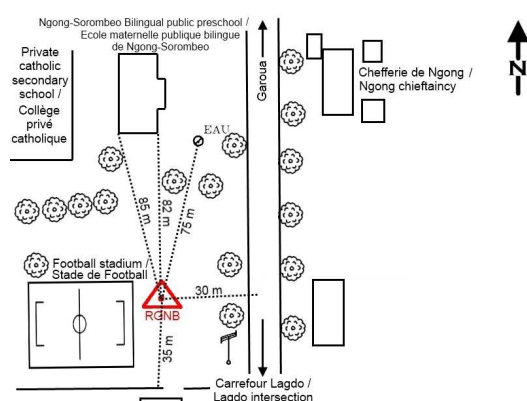 Ngong-Sorombeo Bilingual public preschool /
Ecole maternelle publique bilingue
de Ngong-Sorombeo
Private
catholic
secondary
school /
Collège
privé
catholique
Garoua
N
Chefferie de Ngong /
Ngong chieftaincy
EAU
85 m
82 m
75 m
Football stadium /
Stade de Football
30 m
RGNB
35 m
Carrefour Lagdo /
Lagdo intersection